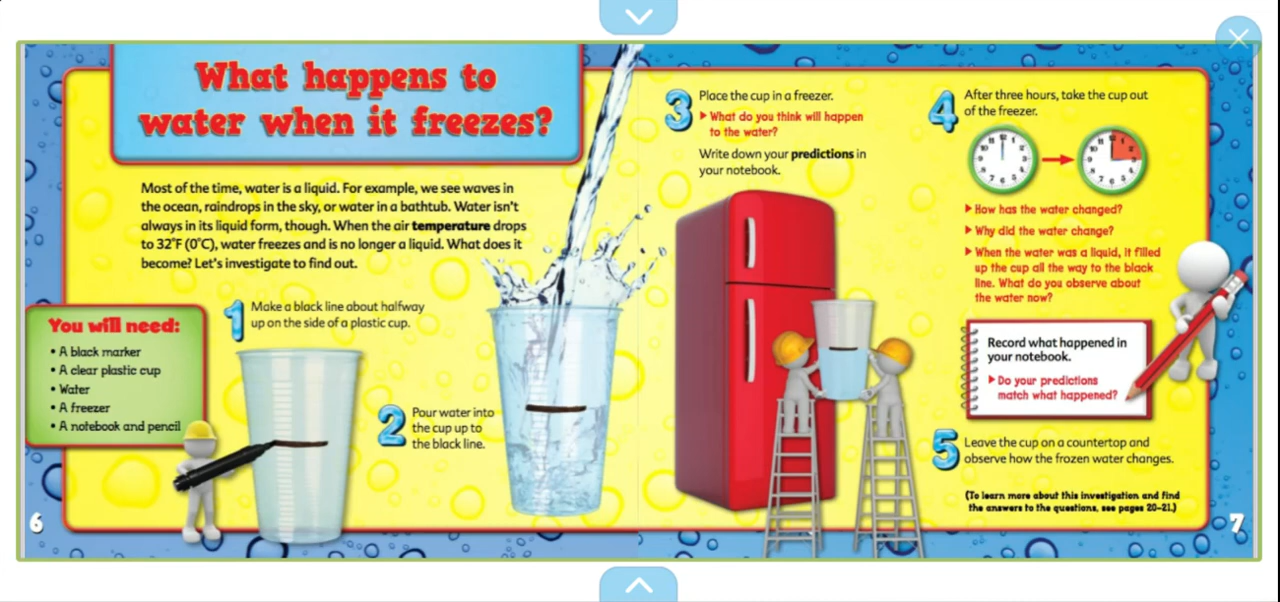 What happens to
water when it freezes?
Most of the time, water is a liquid. For example, we see waves in
the ocean, raindrops in the sky, or water in a bathtub. Water isn't
always in its liquid form, though. When the air temperature drops
to 32°F (0°C), water freezes and is no longer a liquid. What does it
become? Let's investigate to find out.
You will need:
• A black marker
• A clear plastic cup
• Water
• A freezer
• A notebook and pencil
1 Make a black line about halfway
up on the side of a plastic cup.
2 Pour water into
the cup up to
the black line.
6
3 Place the cup in a freezer.
What do you think will happen
to the water?
Write down your predictions in
your notebook.
4 After three hours, take the cup out
of the freezer.
How has the water changed?
Why did the water change?
When the water was a liquid, it filled
up the cup all the way to the black
line. What do you observe about
the water now?
Record what happened in
your notebook.
Do your predictions
match what happened?
5 Leave the cup on a countertop and
observe how the frozen water changes.
(To learn more about this investigation and find
the answers to the questions, see pages 20–21.)
7